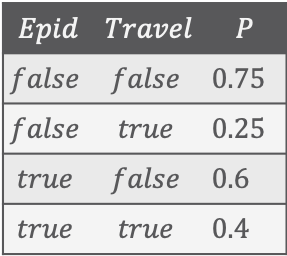 Epid Travel P
false false 0.75
false true 0.25
true false 0.6
true true 0.4